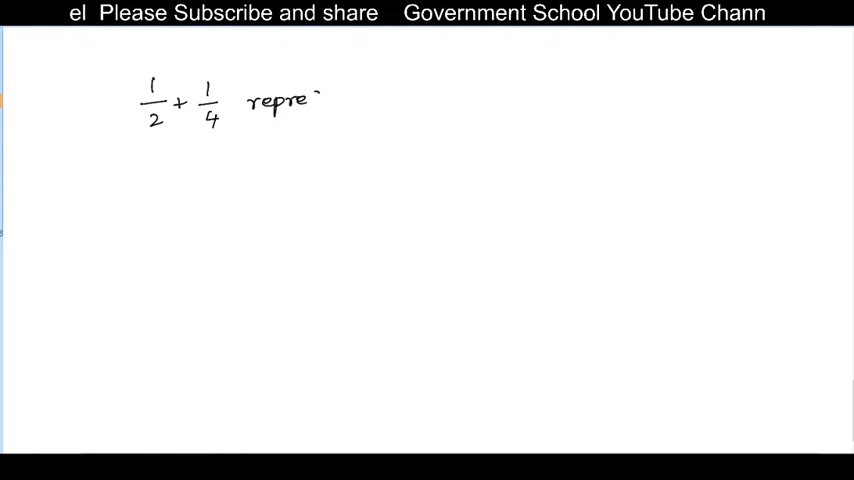 el Please Subscribe and share Government School YouTube Chann
1/2 + 1/4 repre